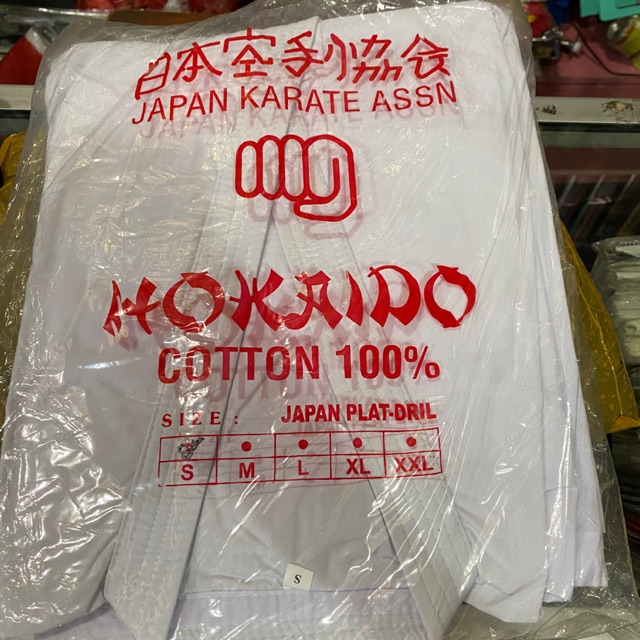 日本空手協会
JAPAN KARATE ASSN
HOKAIDO
COTTON 100%
SIZE: JAPAN PLAT-DRIL
S M L XL XXL
S